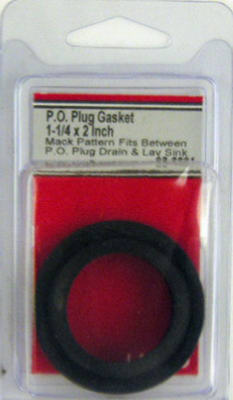 P.O. Plug Gasket
1-1/4 x 2 Inch
Mack Pattern Fits Between
P.O. Plug Drain & Lav Sink